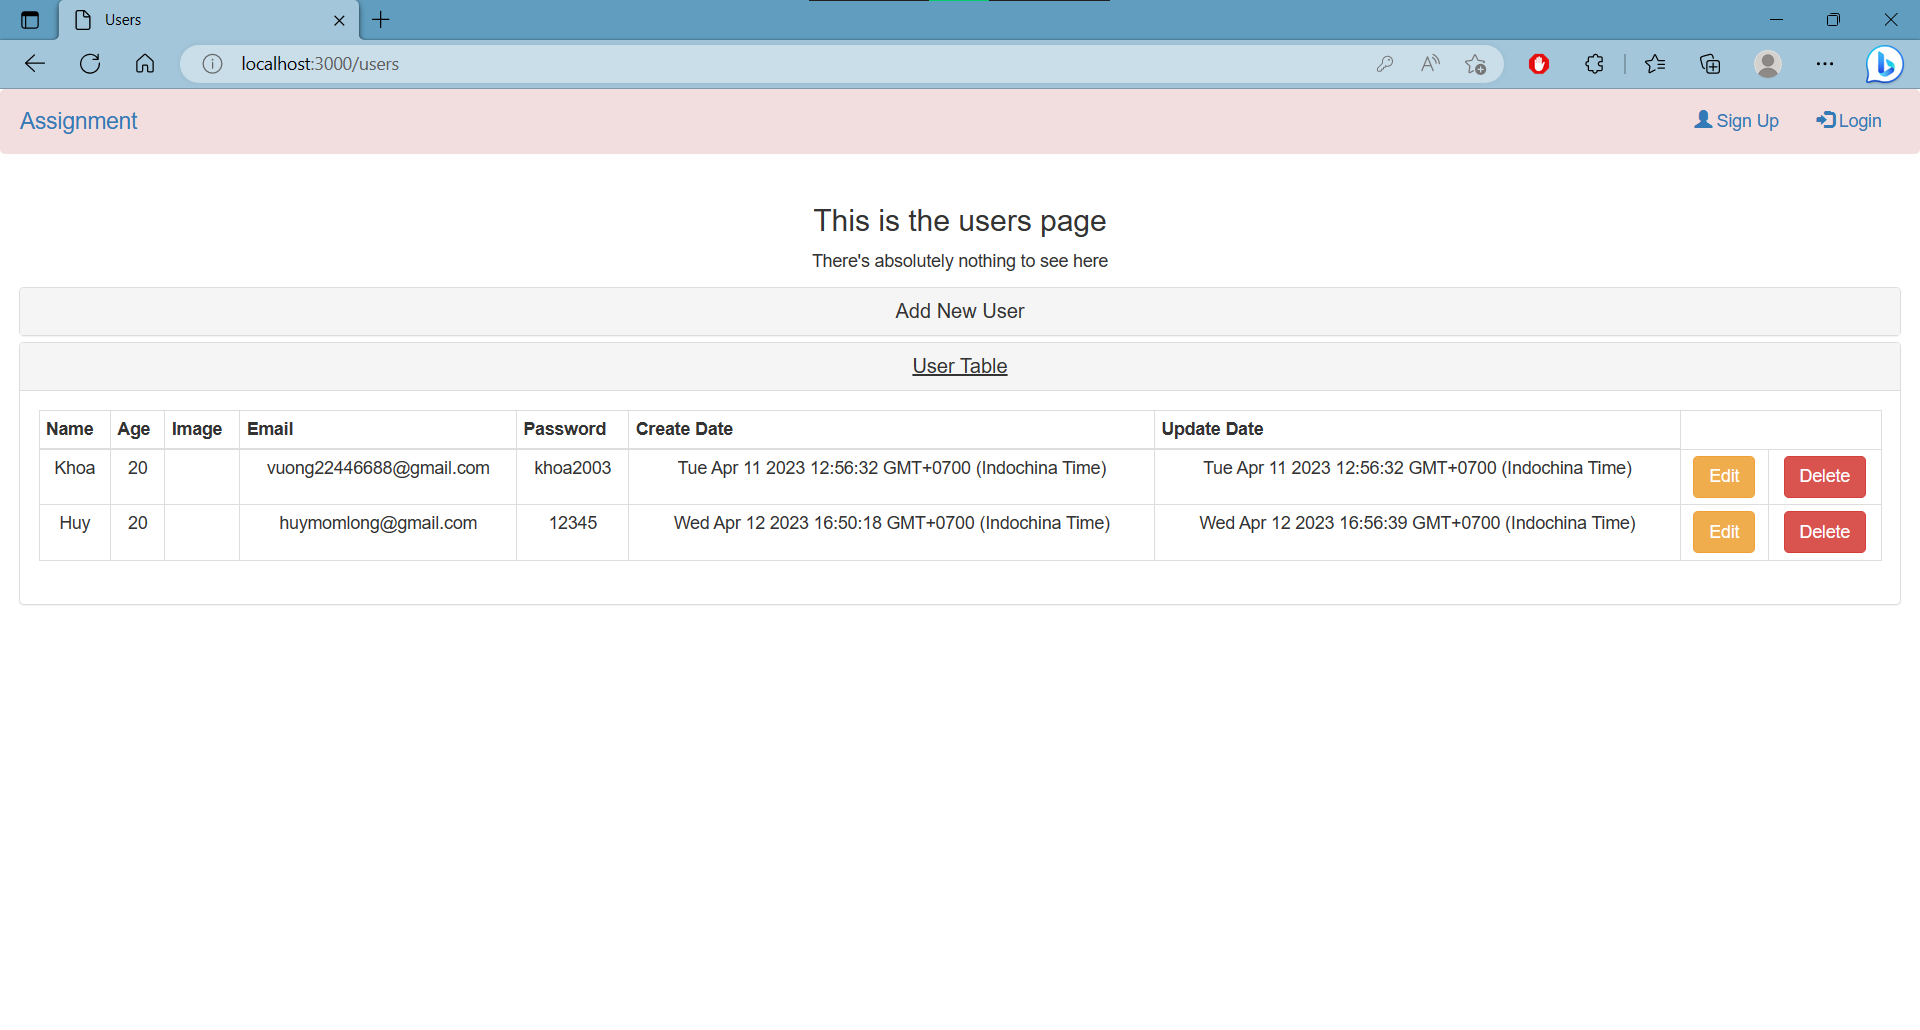 Users
localhost:3000/users
Assignment
Sign Up
Login
This is the users page
There's absolutely nothing to see here
Add New User
User Table
Name Age Image Email Password Create Date Update Date
Khoa 20 vuong22446688@gmail.com khoa2003 Tue Apr 11 2023 12:56:32 GMT+0700 (Indochina Time) Tue Apr 11 2023 12:56:32 GMT+0700 (Indochina Time) Edit Delete
Huy 20 huymomlong@gmail.com 12345 Wed Apr 12 2023 16:50:18 GMT+0700 (Indochina Time) Wed Apr 12 2023 16:56:39 GMT+0700 (Indochina Time) Edit Delete